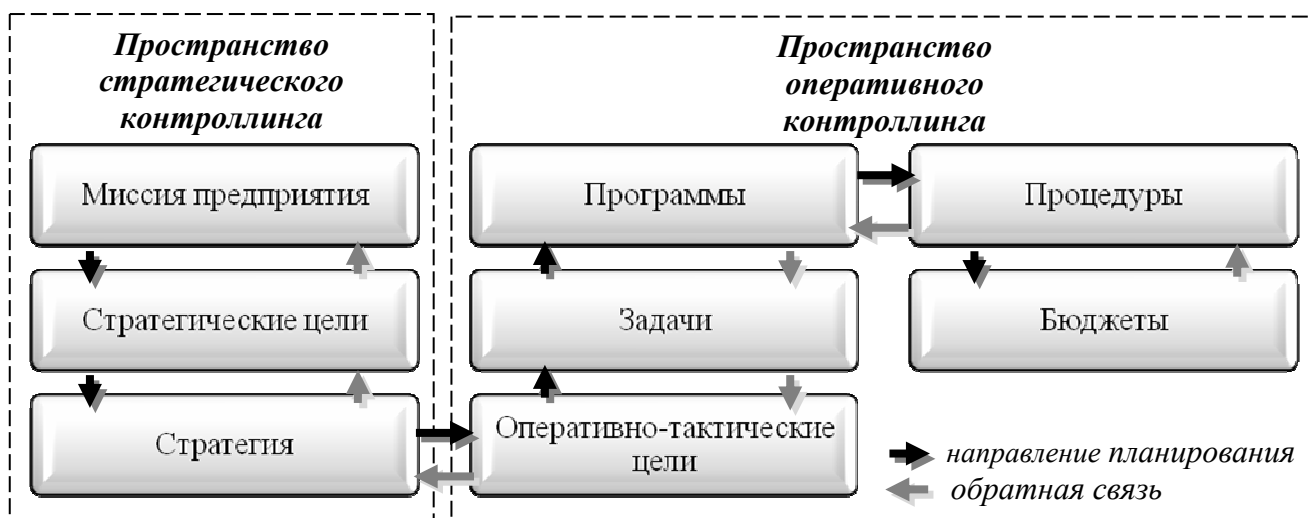 Пространство
стратегического
контроллинга
Миссия предприятия
Стратегические цели
Стратегия
Пространство
оперативного
контроллинга
Программы
Задачи
Оперативно-тактические
цели
Процедуры
Бюджеты
направление планирования
обратная связь